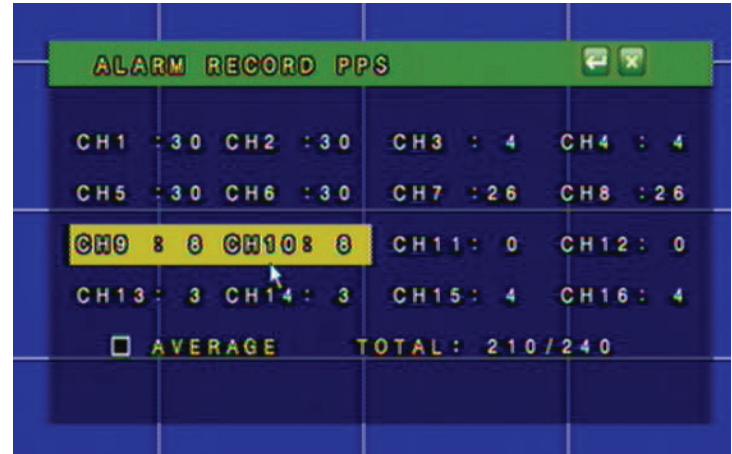 ALARM RECORD PPS
CH1 :30 CH2 :30 CH3 : 4 CH4 : 4
CH5 :30 CH6 :30 CH7 :26 CH8 :26
CH9 : 8 CH10: 8 CH11: 0 CH12: 0
CH13: 3 CH14: 3 CH15: 4 CH16: 4
AVERAGE TOTAL: 210/240